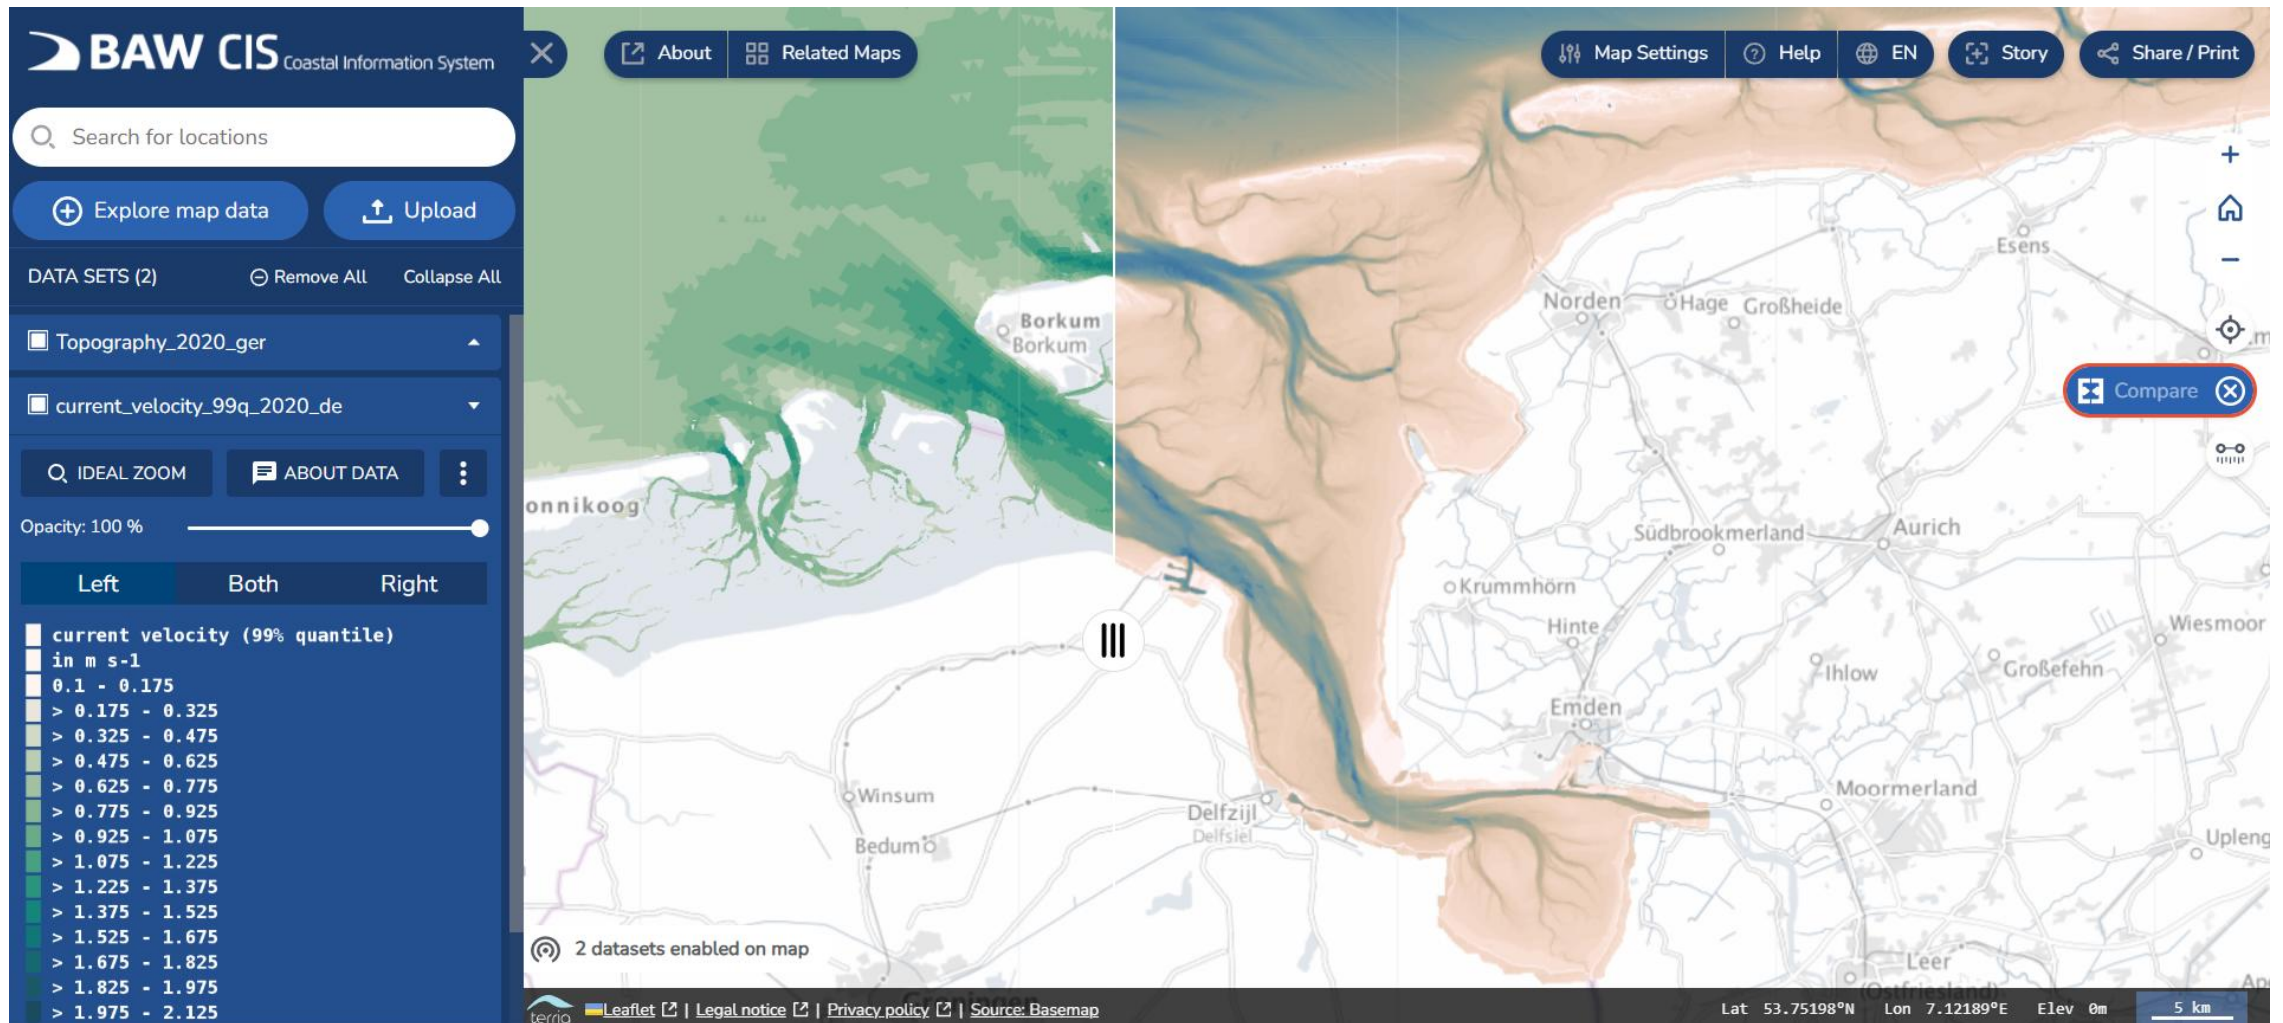 BAW CIS Coastal Information System
About
Related Maps
Map Settings
Help
EN
Story
Share / Print
Search for locations
Explore map data
Upload
DATA SETS (2)
Remove All
Collapse All
Topography_2020_ger
current_velocity_99q_2020_de
IDEAL ZOOM
ABOUT DATA
Opacity: 100 %
Left
Both
Right
current velocity (99% quantile)
in m s-1
0.1 - 0.175
> 0.175 - 0.325
> 0.325 - 0.475
> 0.475 - 0.625
> 0.625 - 0.775
> 0.775 - 0.925
> 0.925 - 1.075
> 1.075 - 1.225
> 1.225 - 1.375
> 1.375 - 1.525
> 1.525 - 1.675
> 1.675 - 1.825
> 1.825 - 1.975
> 1.975 - 2.125
Borkum
Borkum
onnikoog
Esens
Norden
Hage
Großheide
Compare
Südbrookmerland
Aurich
Krummhörn
Hinte
Wiesmoor
Ihlow
Großefehn
Emden
Winsum
Moormerland
Delfzijl
Delfsiel
Bedum
Upleng
Leer
(Ostfriesland)
Ap
Groningen
2 datasets enabled on map
terria
Leaflet | Legal notice | Privacy policy | Source: Basemap
Lat 53.75198°N Lon 7.12189°E Elev 0m
5 km